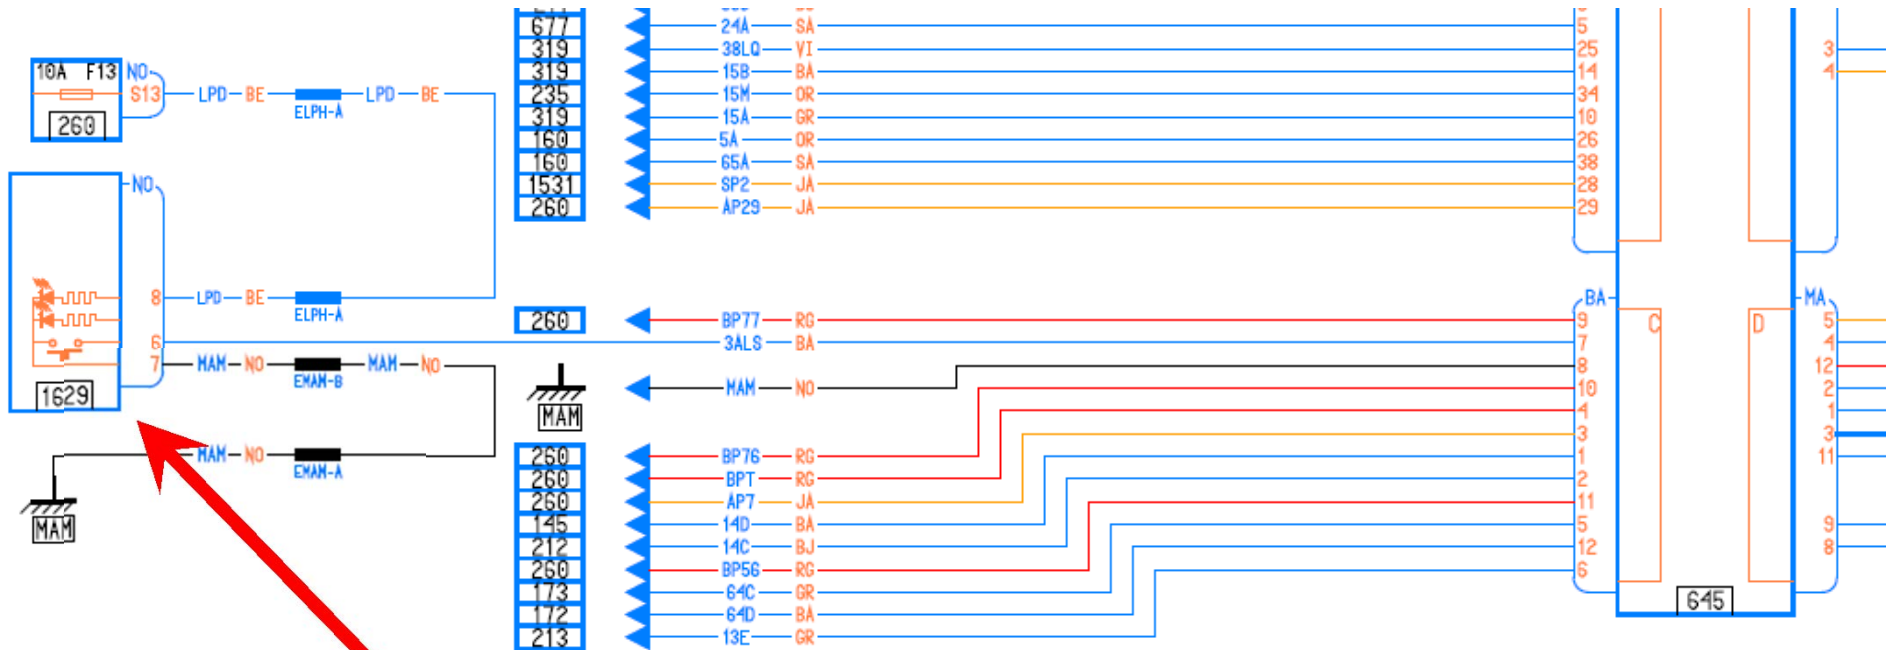 677 24A SA 5
319 38LQ VI 25 3
10A F13 NO 319 15B BA 14 4
S13 LPD BE LPD BE 235 15M OR 34
ELPH-A 319 15A GR 10
260 160 5A OR 26
160 65A SA 38
NO 1531 SP2 JA 28
260 AP29 JA 29
8 LPD BE BA MA
ELPH-A 260 BP77 RG 9 C D 5
6 3ALS BA 7 4
7 MAM NO MAM NO 8 12
EMAM-B
1629 MAM NO 10 2
MAM 4 1
3 3
MAM NO 260 BP76 RG 1 11
EMAM-A 260 BPT RG 2
260 AP7 JA 11
MAM 145 14D BA 5 9
212 14C BJ 12 8
260 BP56 RG 6
173 64C GR
172 64D BA 645
213 13E GR